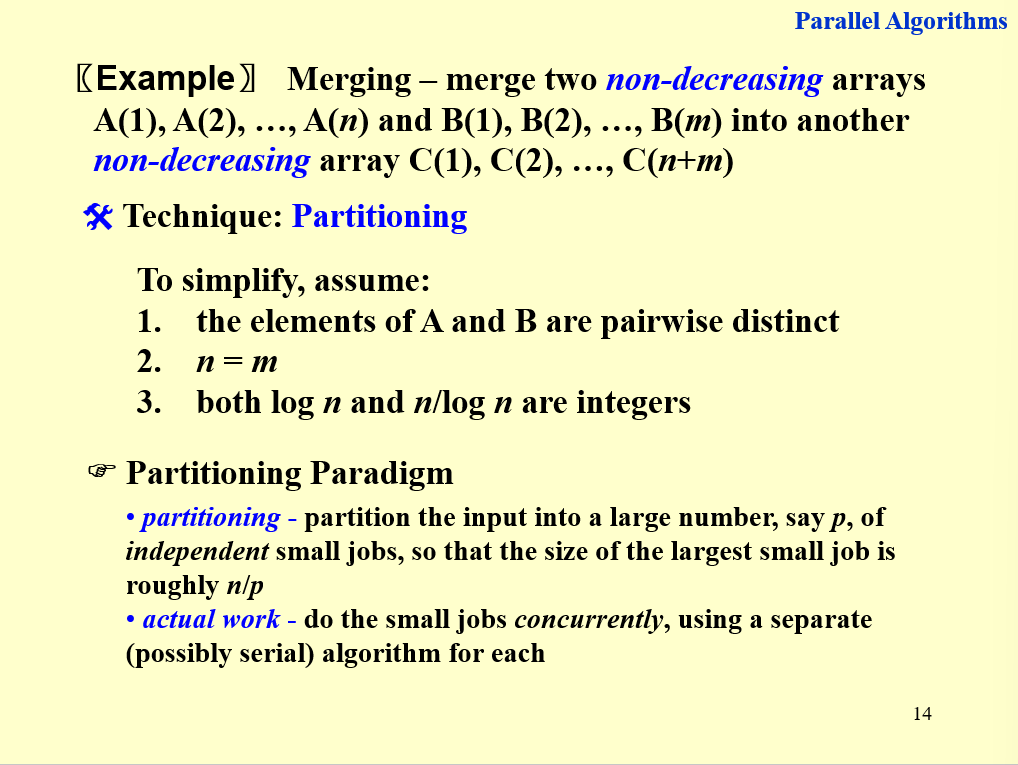 Parallel Algorithms
〖Example〗 Merging – merge two non-decreasing arrays
A(1), A(2), …, A(n) and B(1), B(2), …, B(m) into another
non-decreasing array C(1), C(2), …, C(n+m)
🛠 Technique: Partitioning
To simplify, assume:
1. the elements of A and B are pairwise distinct
2. n = m
3. both log n and n/log n are integers
☞ Partitioning Paradigm
• partitioning - partition the input into a large number, say p, of
independent small jobs, so that the size of the largest small job is
roughly n/p
• actual work - do the small jobs concurrently, using a separate
(possibly serial) algorithm for each
14